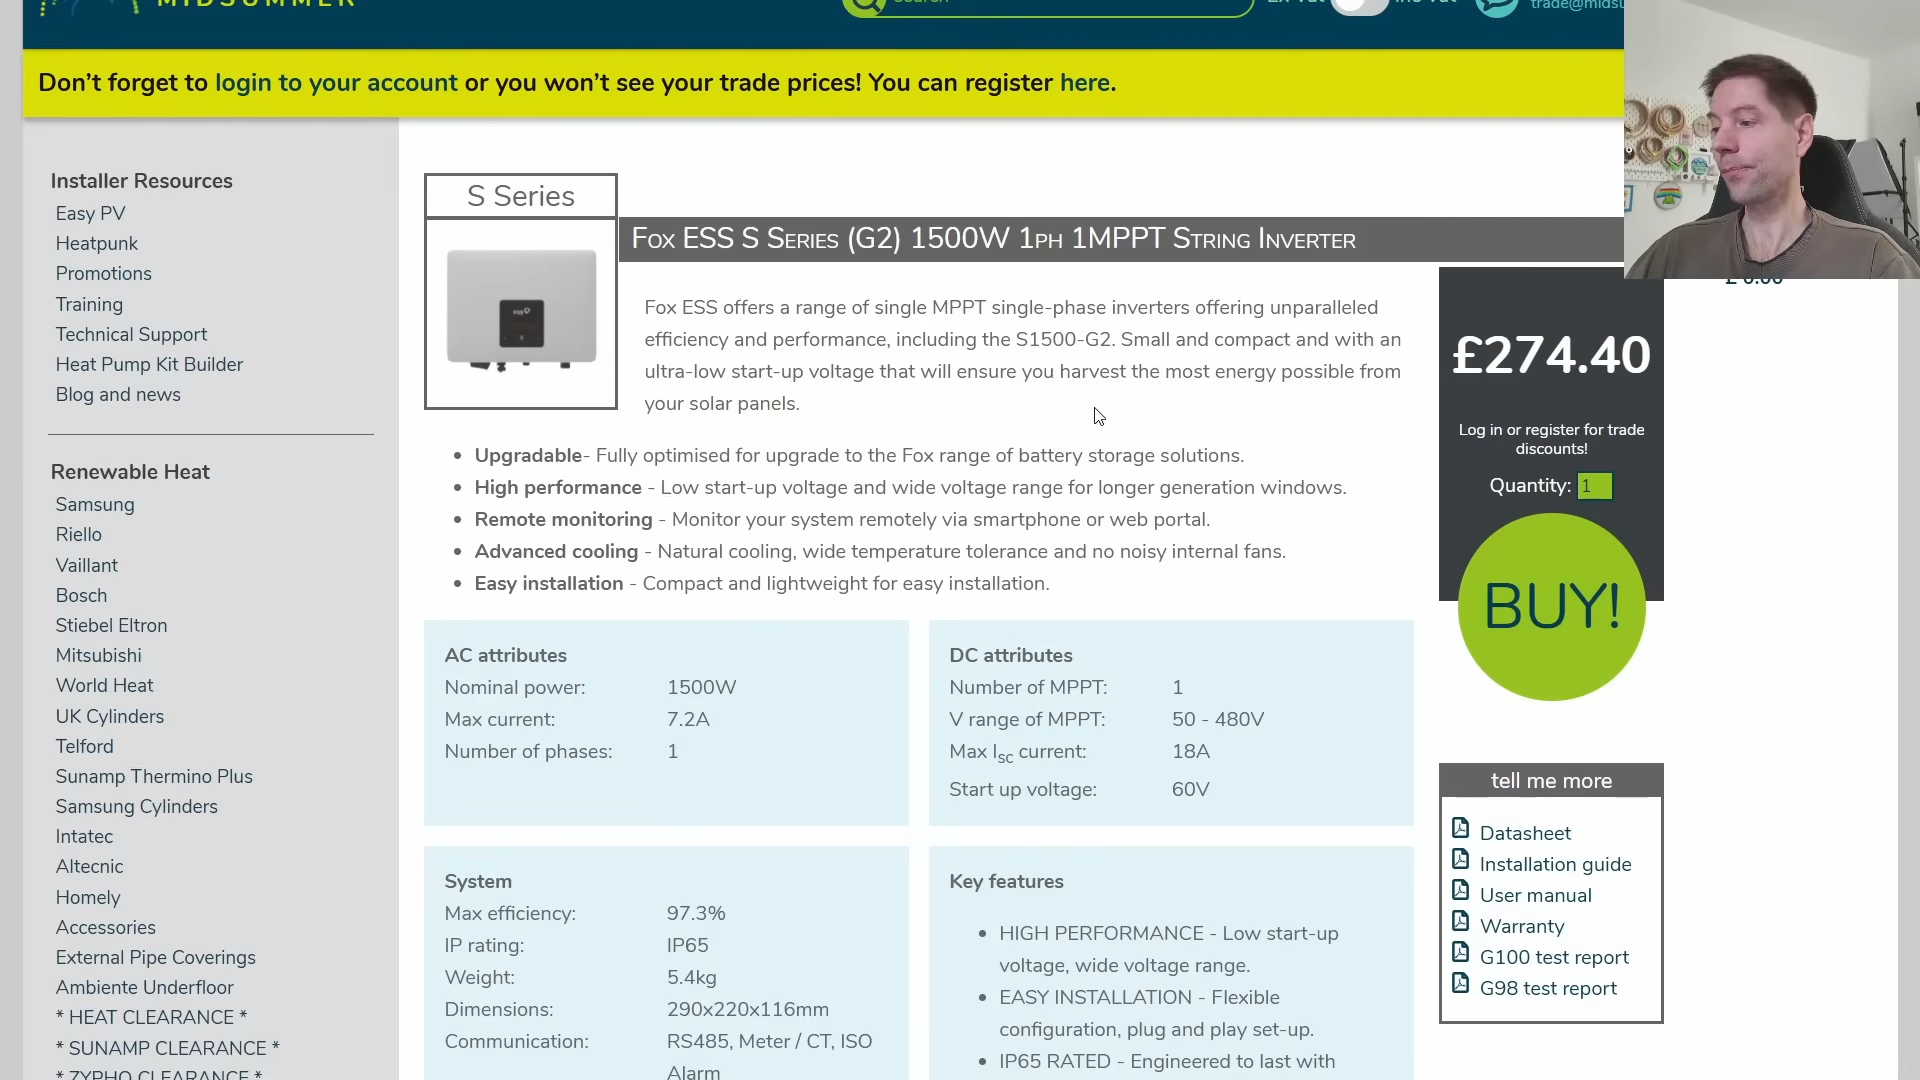 MIDSUMMER
Search
Ex Vat
Inc Vat
Don't forget to login to your account or you won't see your trade prices! You can register here.
Installer Resources
Easy PV
Heatpunk
Promotions
Training
Technical Support
Heat Pump Kit Builder
Blog and news
Renewable Heat
Samsung
Riello
Vaillant
Bosch
Stiebel Eltron
Mitsubishi
World Heat
UK Cylinders
Telford
Sunamp Thermino Plus
Samsung Cylinders
Intatec
Altecnic
Homely
Accessories
External Pipe Coverings
Ambiente Underfloor
* HEAT CLEARANCE *
* SUNAMP CLEARANCE *
* ZYPHO CLEARANCE *
S Series
FOX
Fox ESS S Series (G2) 1500W 1ph 1MPPT String Inverter
Fox ESS offers a range of single MPPT single-phase inverters offering unparalleled
efficiency and performance, including the S1500-G2. Small and compact and with an
ultra-low start-up voltage that will ensure you harvest the most energy possible from
your solar panels.
• Upgradable- Fully optimised for upgrade to the Fox range of battery storage solutions.
• High performance - Low start-up voltage and wide voltage range for longer generation windows.
• Remote monitoring - Monitor your system remotely via smartphone or web portal.
• Advanced cooling - Natural cooling, wide temperature tolerance and no noisy internal fans.
• Easy installation - Compact and lightweight for easy installation.
AC attributes
Nominal power: 1500W
Max current: 7.2A
Number of phases: 1
DC attributes
Number of MPPT: 1
V range of MPPT: 50 - 480V
Max Isc current: 18A
Start up voltage: 60V
System
Max efficiency: 97.3%
IP rating: IP65
Weight: 5.4kg
Dimensions: 290x220x116mm
Communication: RS485, Meter / CT, ISO
Alarm
Key features
• HIGH PERFORMANCE - Low start-up
voltage, wide voltage range.
• EASY INSTALLATION - Flexible
configuration, plug and play set-up.
• IP65 RATED - Engineered to last with
£274.40
Log in or register for trade
discounts!
Quantity: 1
BUY!
tell me more
Datasheet
Installation guide
User manual
Warranty
G100 test report
G98 test report